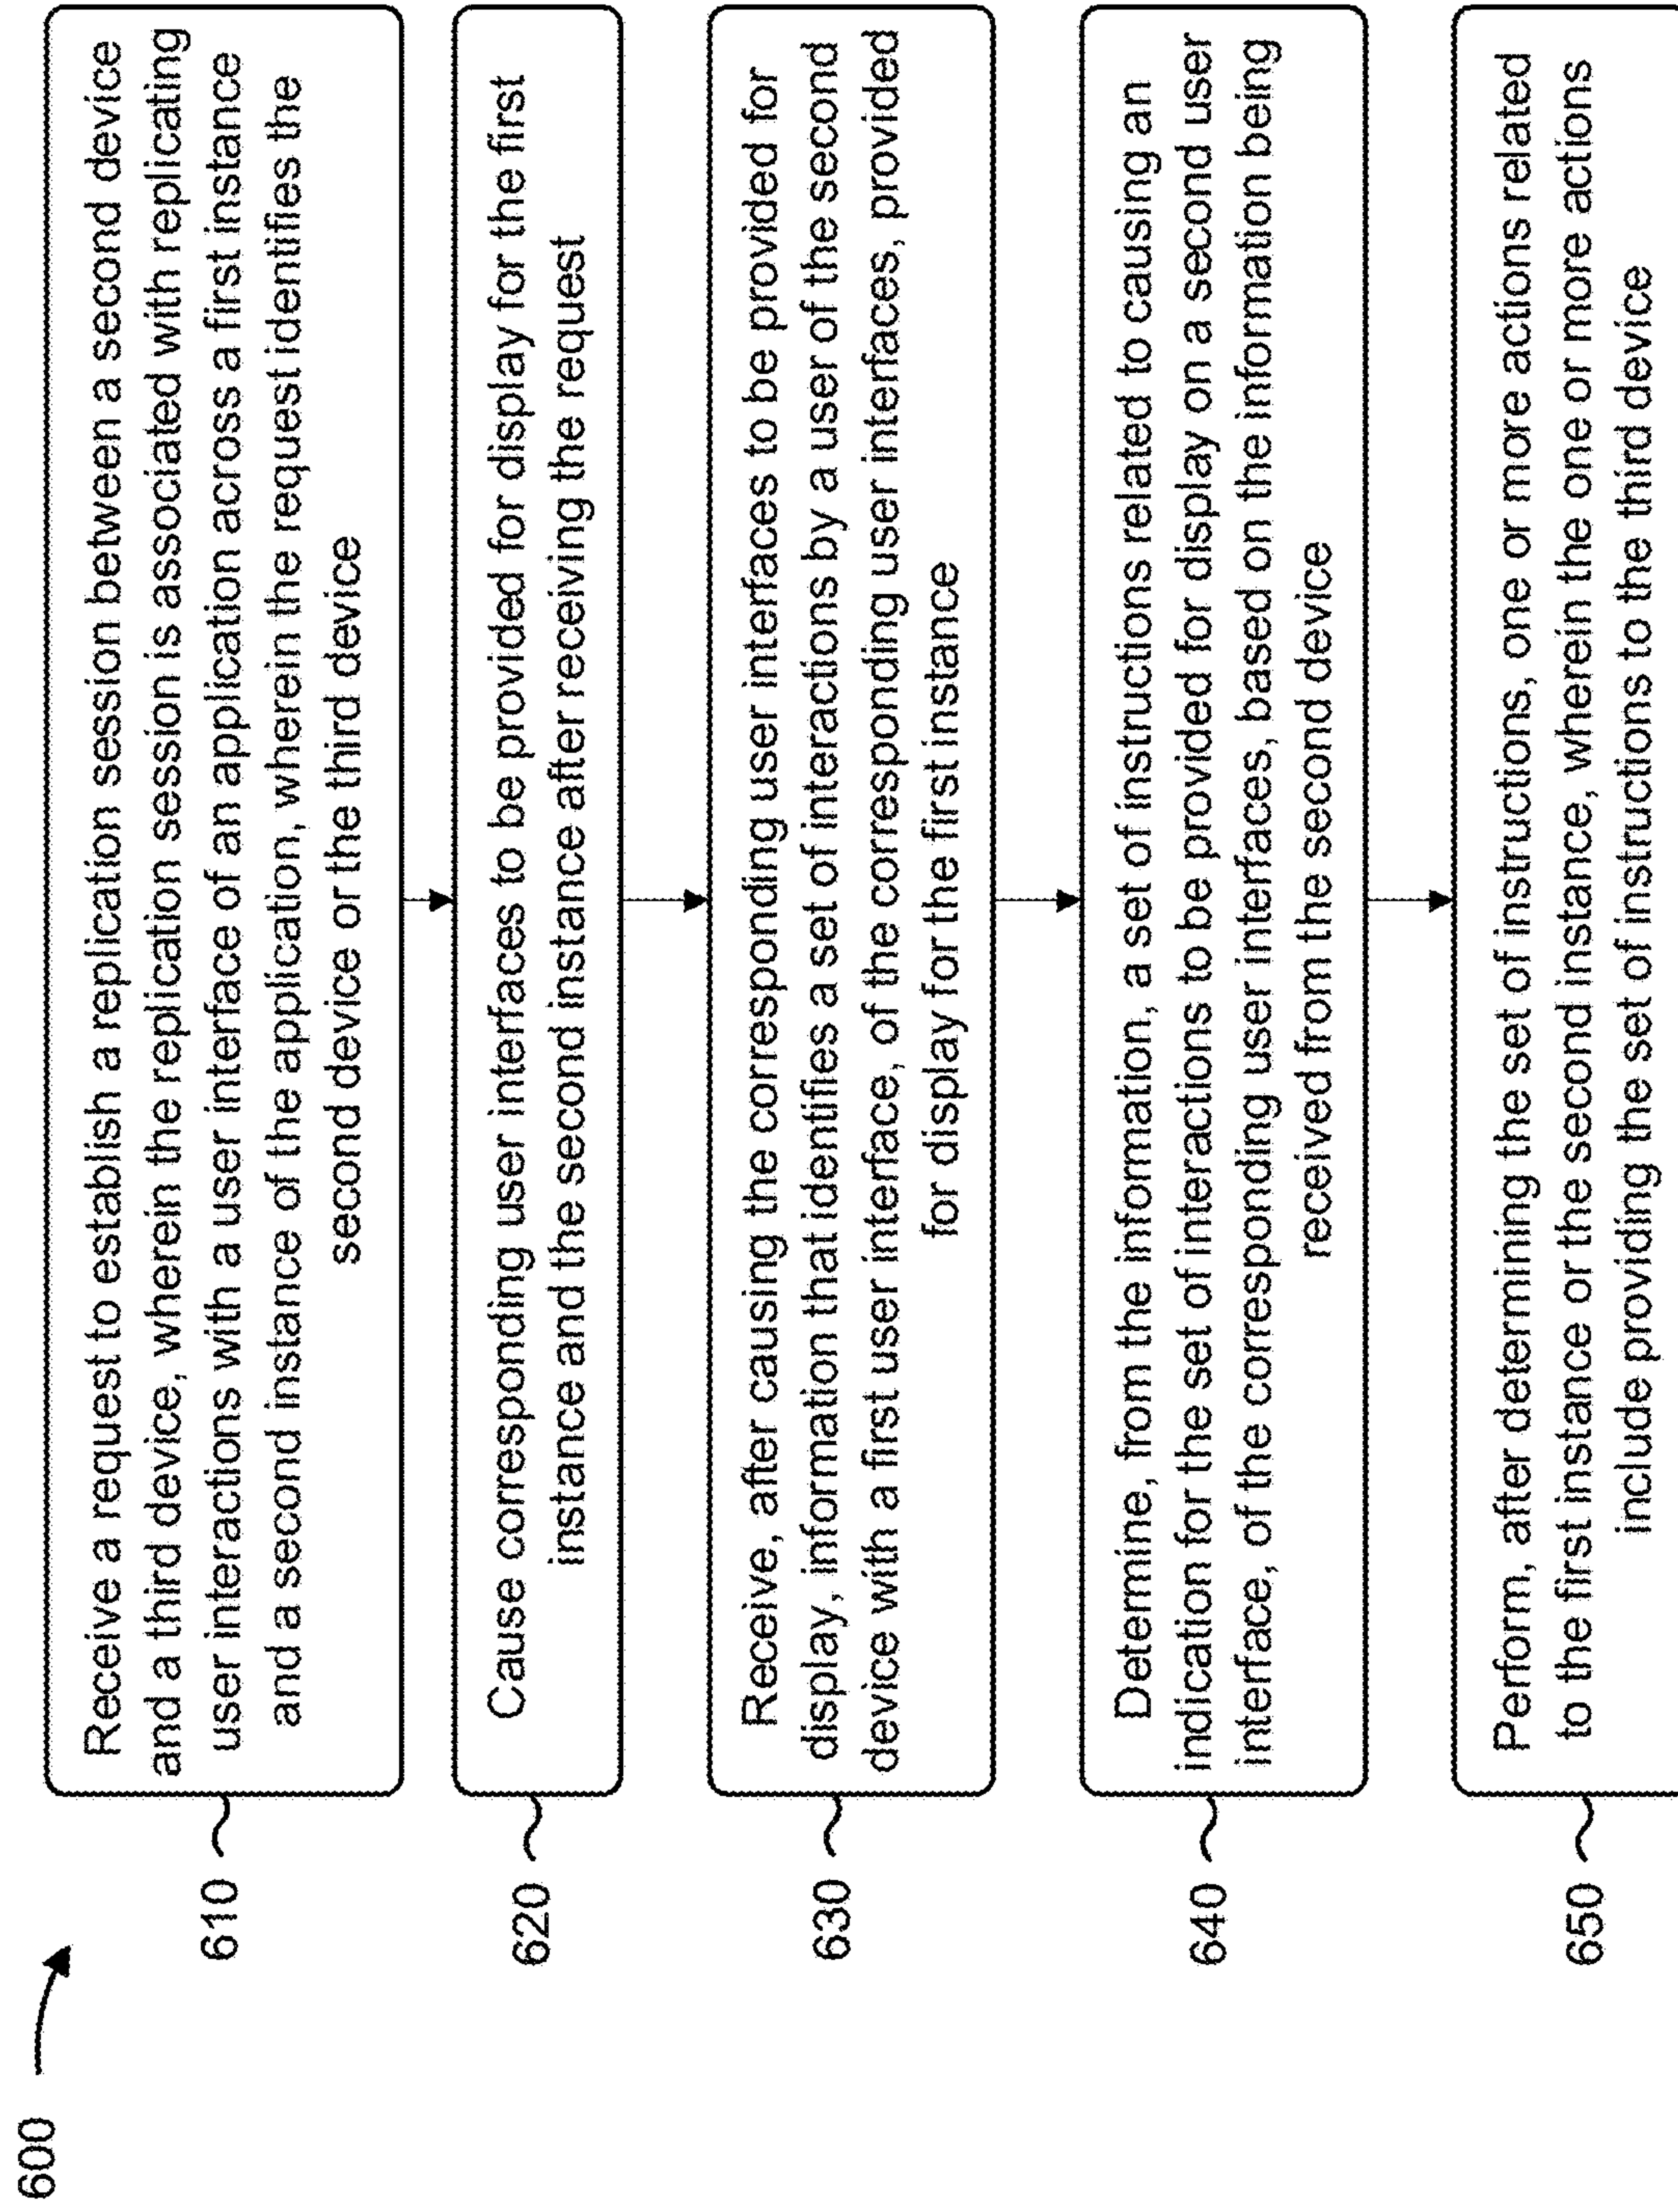 600
610
Receive a request to establish a replication session between a second device
and a third device, wherein the replication session is associated with replicating
user interactions with a user interface of an application across a first instance
and a second instance of the application, wherein the request identifies the
second device or the third device
620
Cause corresponding user interfaces to be provided for display for the first
instance and the second instance after receiving the request
630
Receive, after causing the corresponding user interfaces to be provided for
display, information that identifies a set of interactions by a user of the second
device with a first user interface, of the corresponding user interfaces, provided
for display for the first instance
640
Determine, from the information, a set of instructions related to causing an
indication for the set of interactions to be provided for display on a second user
interface, of the corresponding user interfaces, based on the information being
received from the second device
650
Perform, after determining the set of instructions, one or more actions related
to the first instance or the second instance, wherein the one or more actions
include providing the set of instructions to the third device